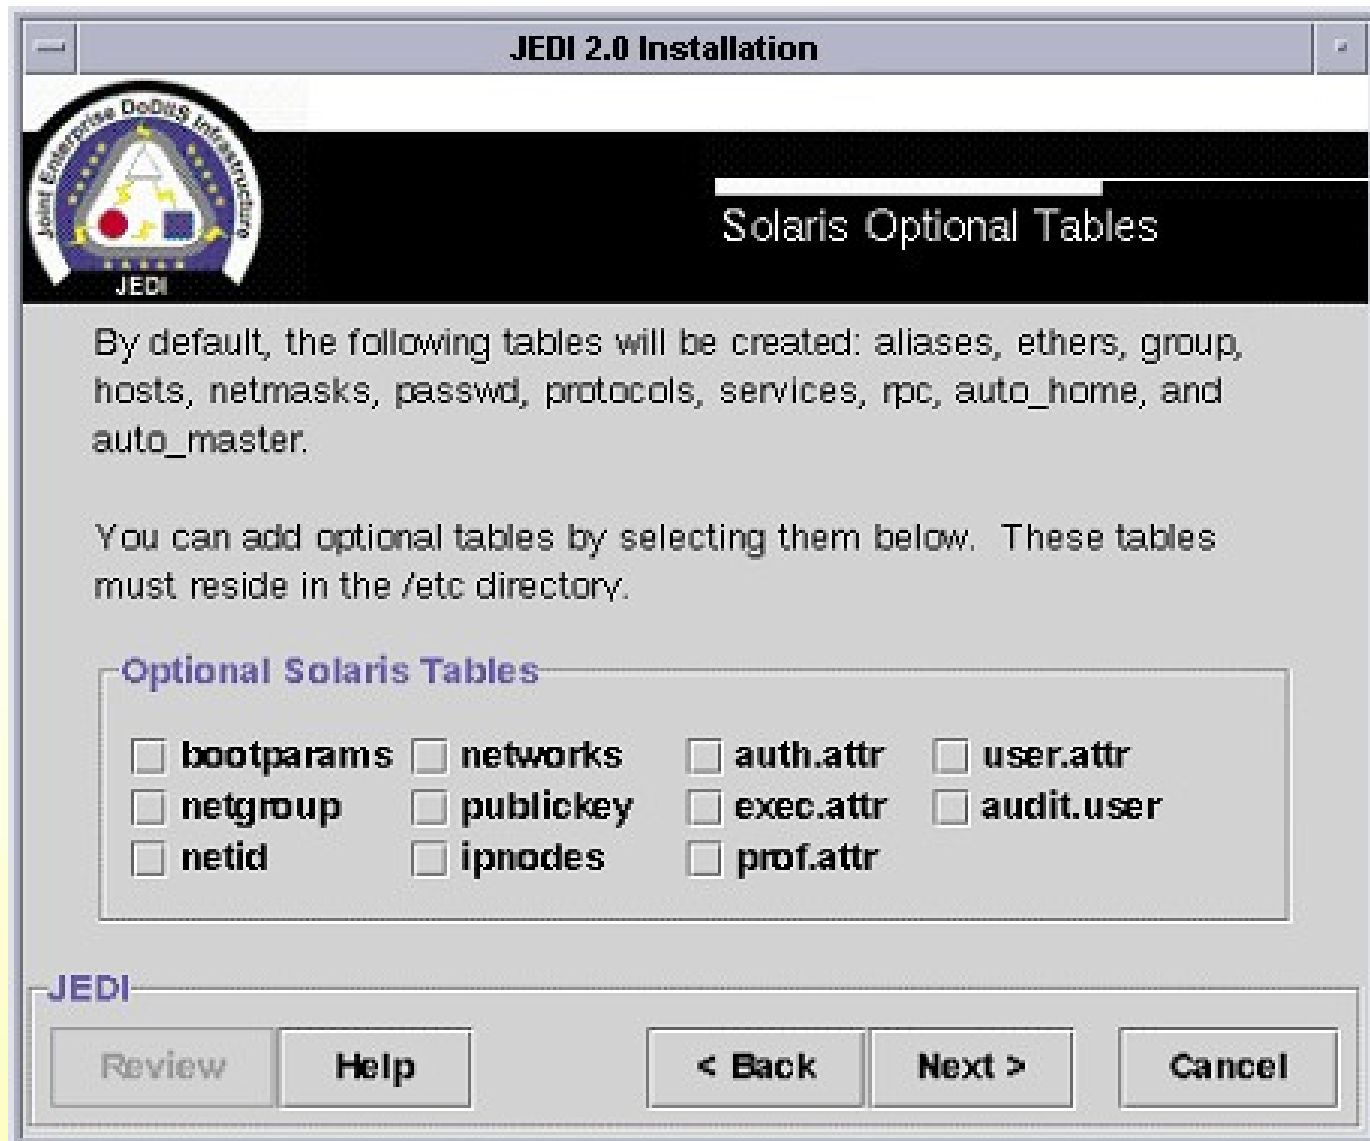 JEDI 2.0 Installation
Joint Enterprise DoDIIS Infrastructure
JEDI
Solaris Optional Tables
By default, the following tables will be created: aliases, ethers, group,
hosts, netmasks, passwd, protocols, services, rpc, auto_home, and
auto_master.
You can add optional tables by selecting them below. These tables
must reside in the /etc directory.
Optional Solaris Tables
bootparams networks auth.attr user.attr
netgroup publickey exec.attr audit.user
netid ipnodes prof.attr
JEDI
Review Help < Back Next > Cancel